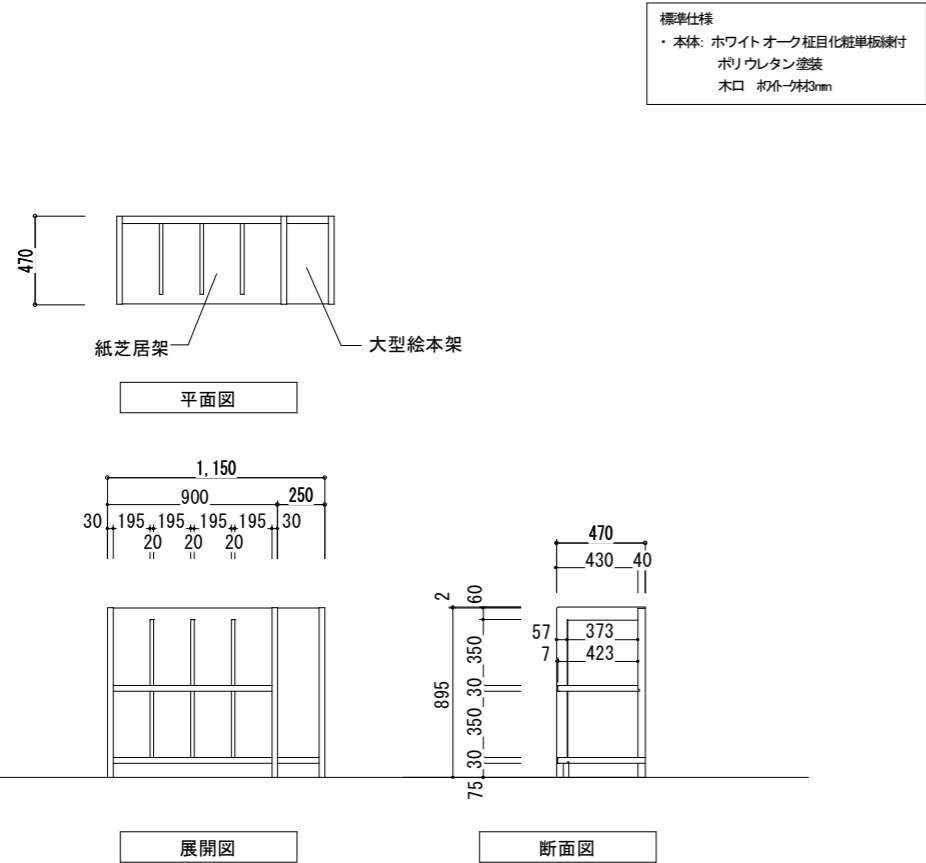 標準仕様
・ 本体: ホワイトオーク柾目化粧単板練付
ポリウレタン塗装
木口 ホワイトオーク材3mm
470
紙芝居架
大型絵本架
平面図
1,150
900
250
30 195 195 195 195 30
20 20 20
470
430 40
2
60
57 373
7 423
350
895
30
350
30
75
展開図
断面図